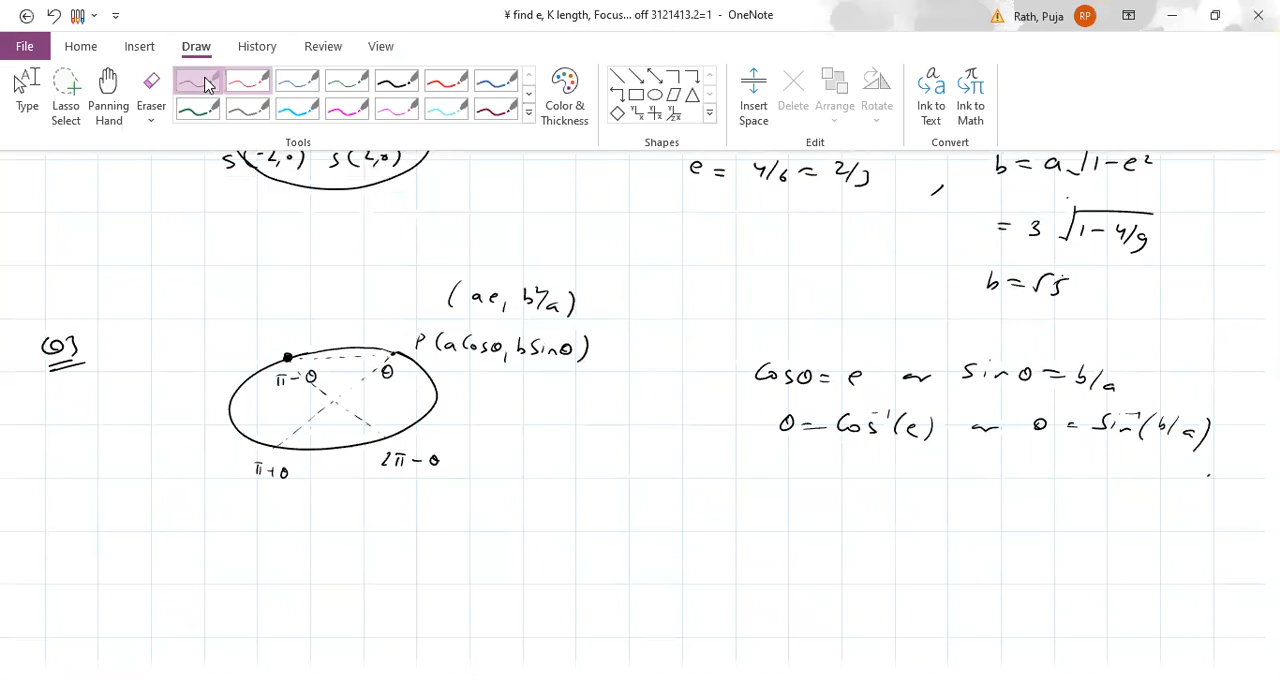 ¥ find e, K length, Focus... off 3121413.2=1 - OneNote
Rath, Puja RP
File Home Insert Draw History Review View
Type
Lasso Select
Panning Hand
Eraser
Color & Thickness
Insert Space
Delete
Arrange
Rotate
Ink to Text
Ink to Math
Tools
Shapes
Edit
Convert
S(-2,0) S(2,0)
e = 4/6 = 2/3 ,
b = a√1-e²
= 3 √1-4/9
b = √5
(ae, b²/a)
Q3
P(acosθ, bsinθ)
π-θ
θ
π+θ
2π-θ
Cosθ = e or sinθ = b/a
θ = Cos⁻¹(e) or θ = Sin⁻¹(b/a)